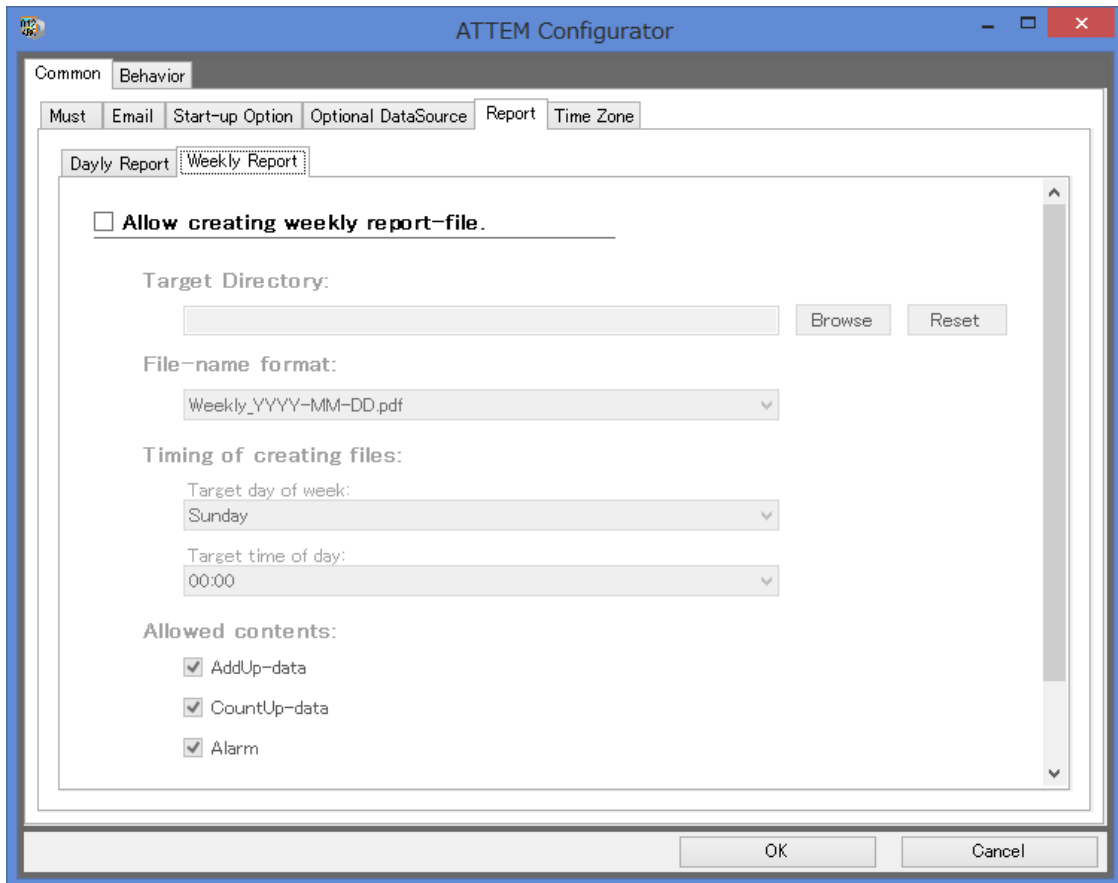 ATTEM Configurator
Common Behavior
Must Email Start-up Option Optional DataSource Report Time Zone
Dayly Report Weekly Report
Allow creating weekly report-file.
Target Directory:
Browse Reset
File-name format:
Weekly_YYYY-MM-DD.pdf
Timing of creating files:
Target day of week:
Sunday
Target time of day:
00:00
Allowed contents:
AddUp-data
CountUp-data
Alarm
OK Cancel